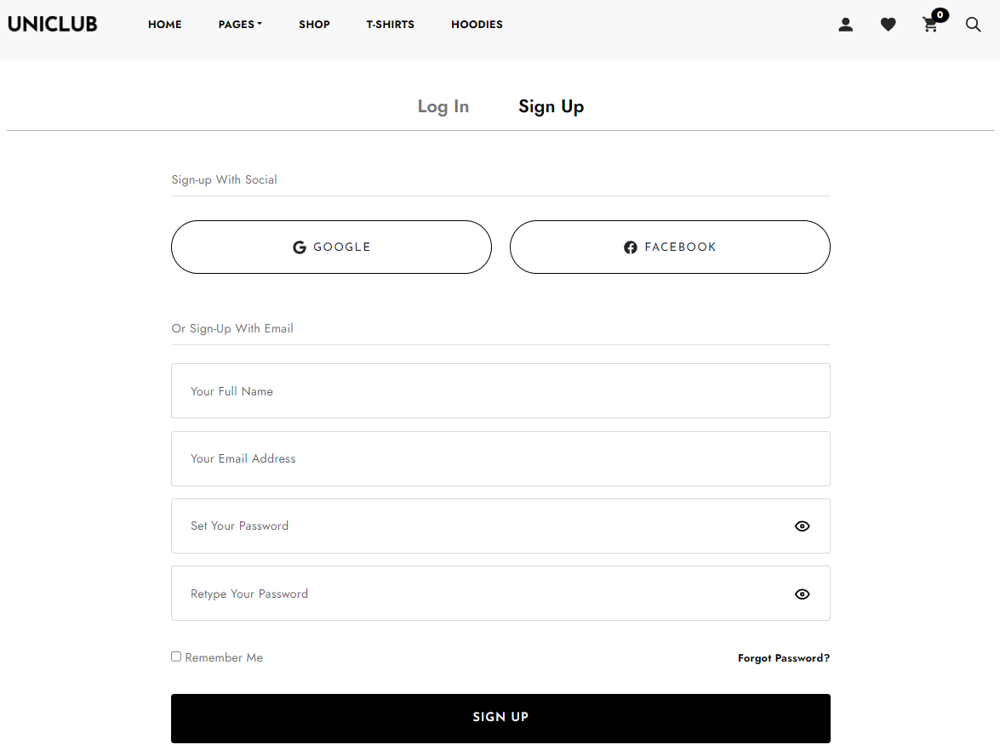 UNICLUB HOME PAGES SHOP T-SHIRTS HOODIES 0
Log In Sign Up
Sign-up With Social
GOOGLE FACEBOOK
Or Sign-Up With Email
Your Full Name
Your Email Address
Set Your Password
Retype Your Password
Remember Me Forgot Password?
SIGN UP